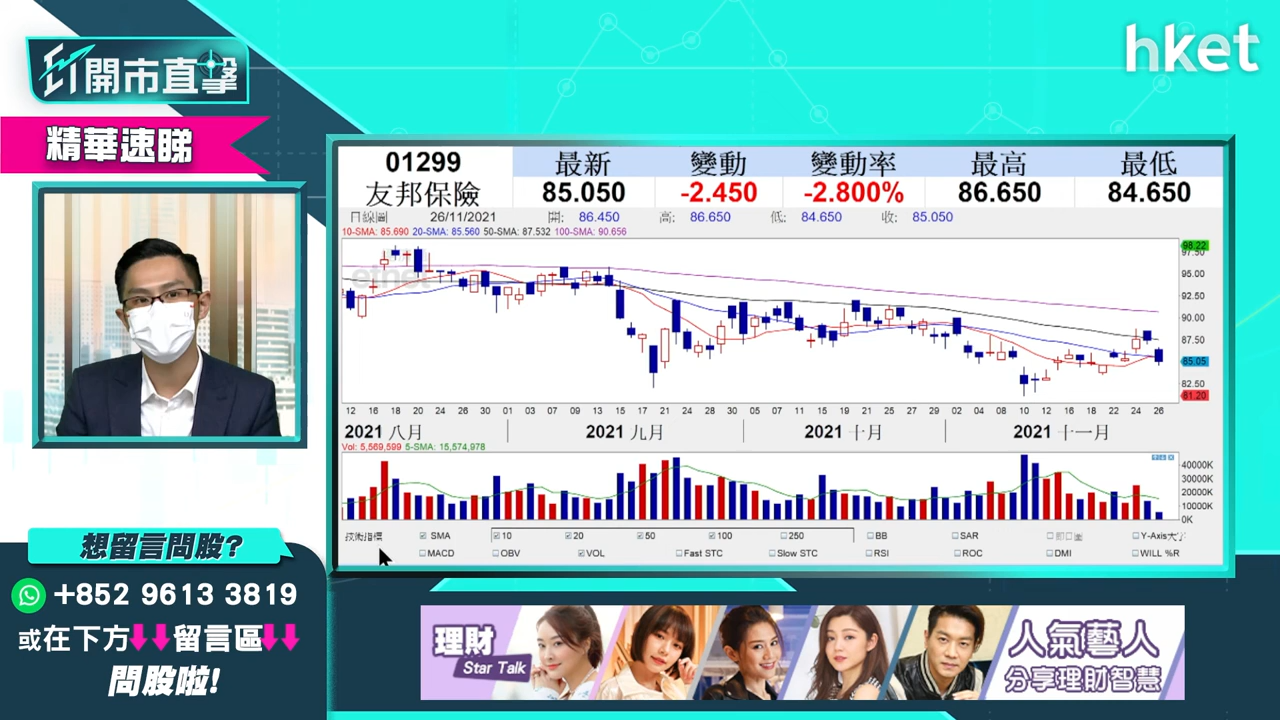 hket
ET開市直擊
精華速睇
01299
友邦保險
最新
變動
變動率
最高
最低
85.050
-2.450
-2.800%
86.650
84.650
日線圖
26/11/2021
開: 86.450
高: 86.650
低: 84.650
收: 85.050
10-SMA: 85.690 20-SMA: 85.560 50-SMA: 87.532 100-SMA: 90.656
etnet
98.22
97.50
95.00
92.50
90.00
87.50
85.05
82.50
81.20
12 16 18 20 24 26 30 01 03 07 09 13 15 17 21 24 28 30 05 07 11 15 19 21 25 27 29 02 04 08 10 12 16 18 22 24 26
2021 八月
2021 九月
2021 十月
2021 十一月
Vol: 5,569,599 5-SMA: 15,574,978
40000K
30000K
20000K
10000K
0K
技術指標
SMA
10
20
50
100
250
BB
SAR
Y-Axis大字
MACD
OBV
VOL
Fast STC
Slow STC
RSI
ROC
DMI
WILL %R
想留言問股?
+852 9613 3819
或在下方留言區
問股啦!
理財
Star Talk
人氣藝人
分享理財智慧